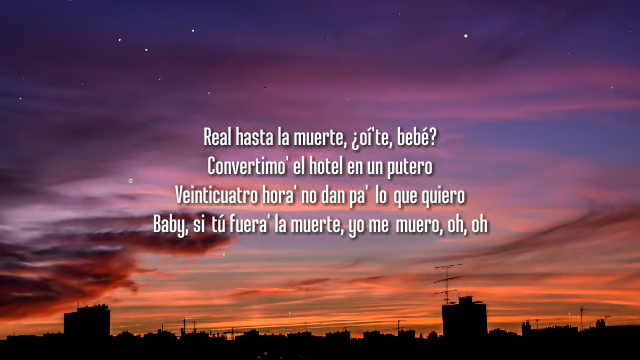 Real hasta la muerte, ¿oí'te, bebé?
Convertimo' el hotel en un putero
Veinticuatro hora' no dan pa' lo que quiero
Baby, si tú fuera' la muerte, yo me muero, oh, oh